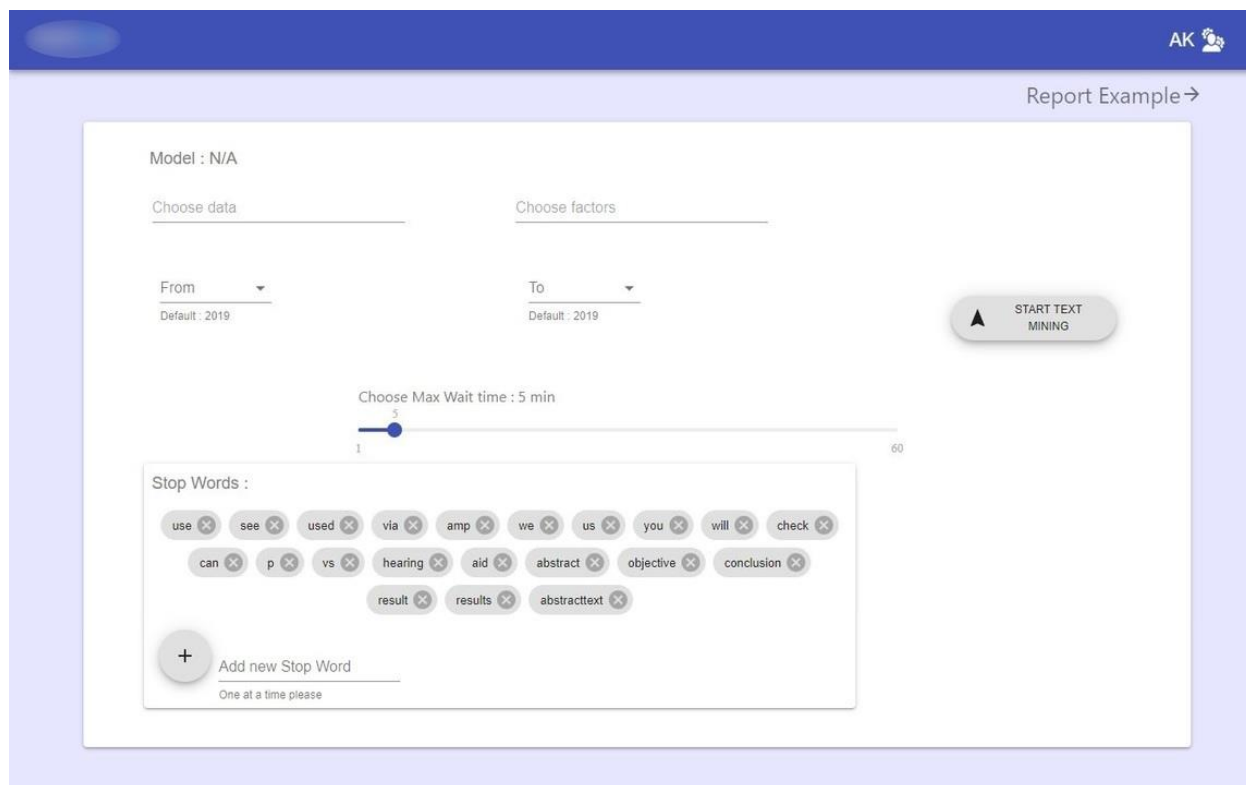 AK
Report Example→
Model : N/A
Choose data Choose factors
From To
Default : 2019 Default : 2019
START TEXT
MINING
Choose Max Wait time : 5 min
5
1 60
Stop Words :
use see used via amp we us you will check
can p vs hearing aid abstract objective conclusion
result results abstracttext
+
Add new Stop Word
One at a time please